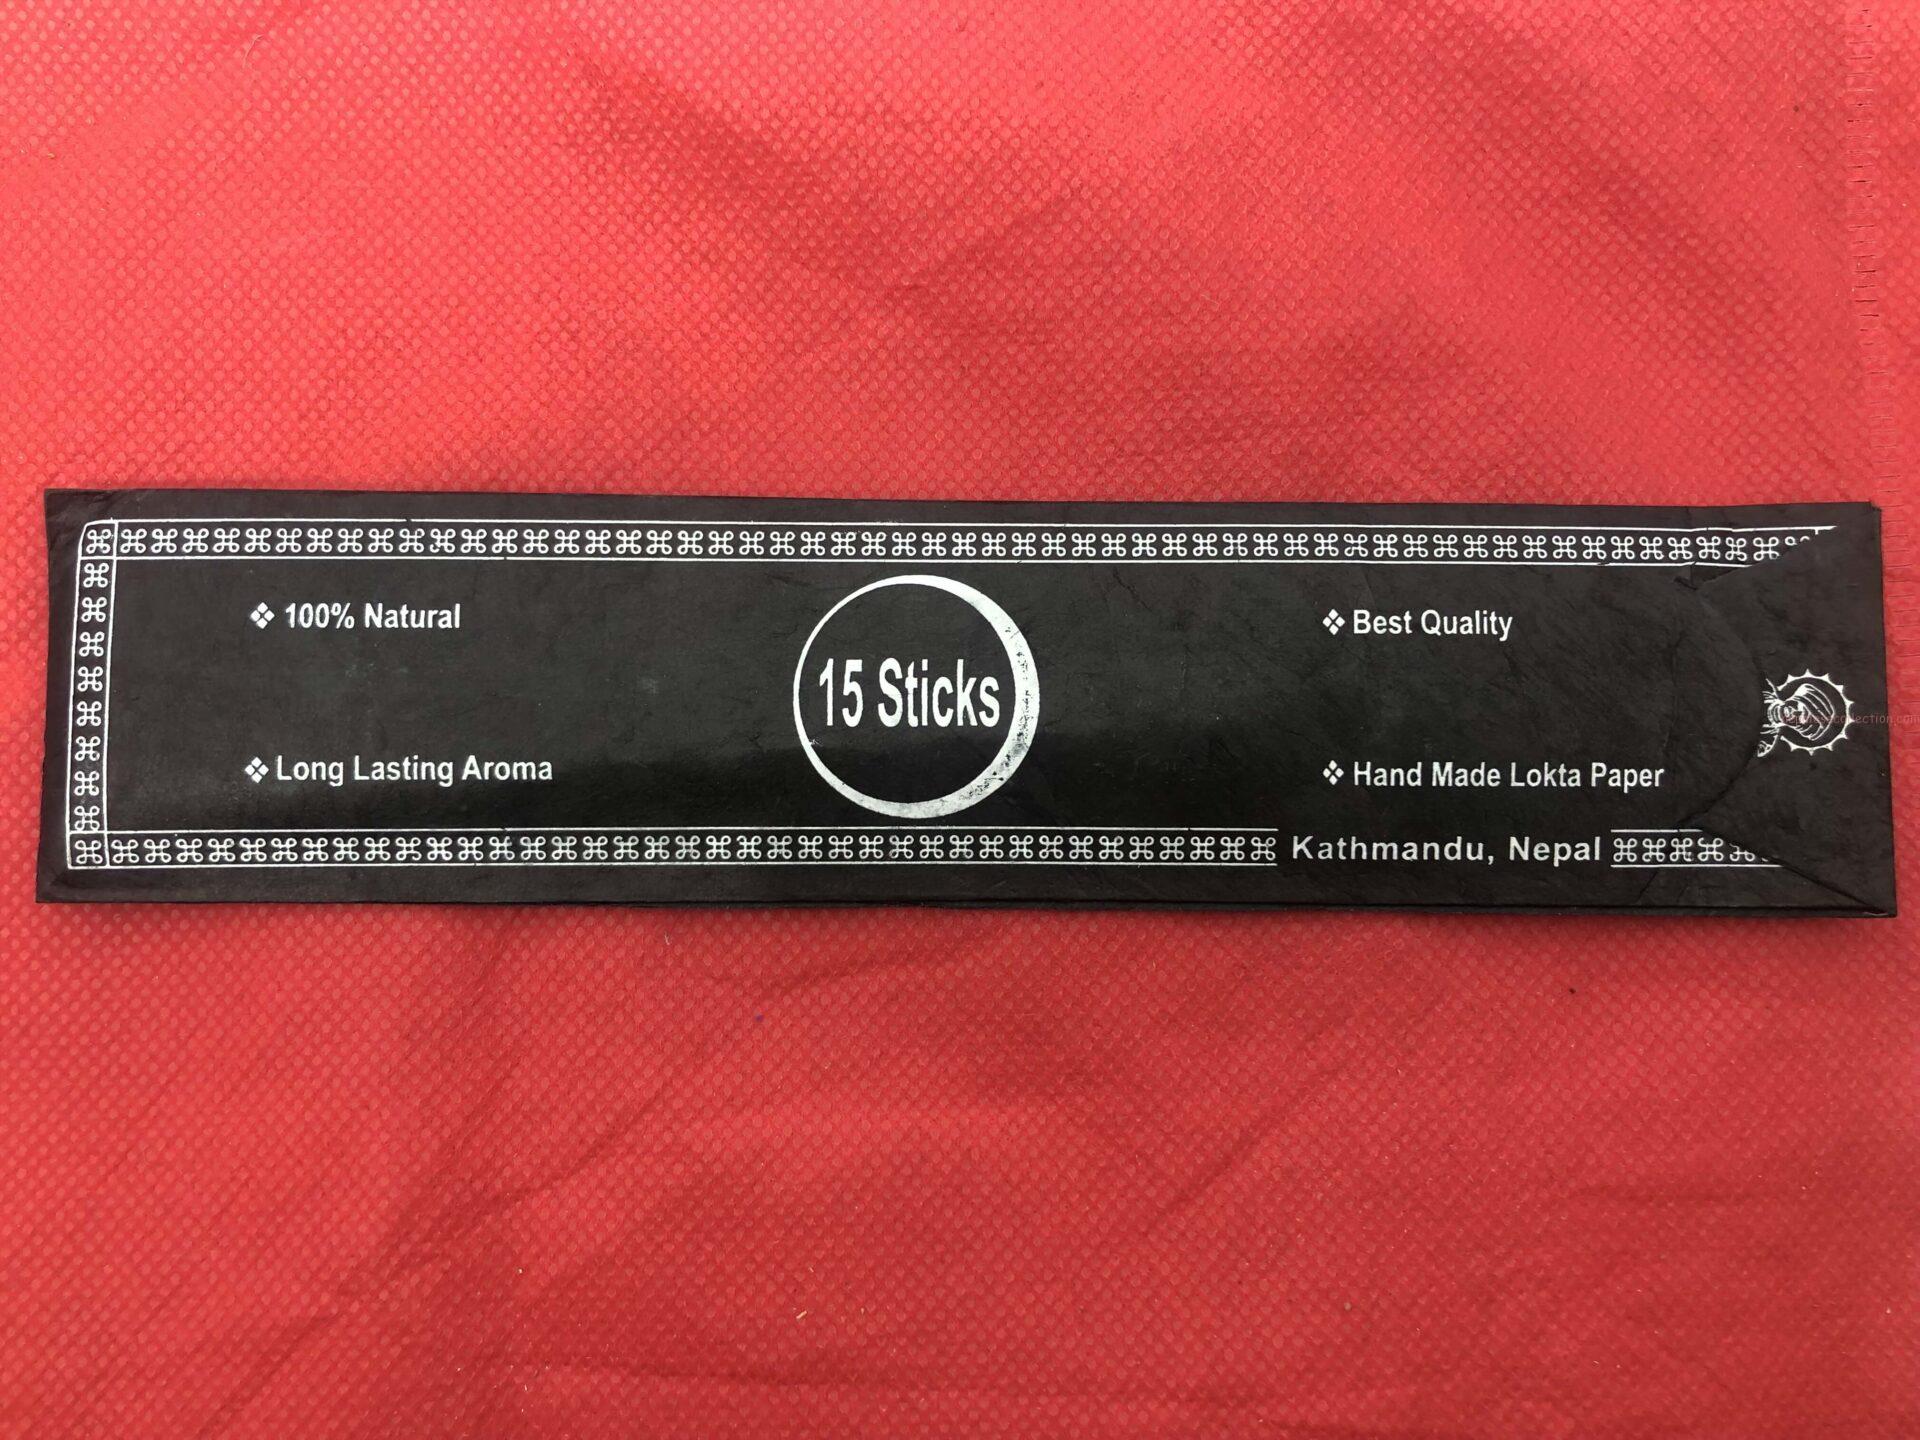 100% Natural
Best Quality
15 Sticks
Long Lasting Aroma
Hand Made Lokta Paper
Kathmandu, Nepal